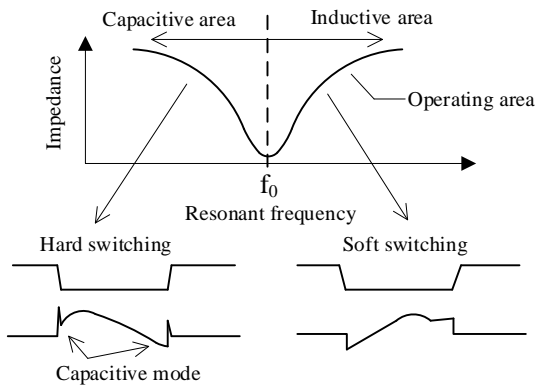 Capacitive area
Inductive area
Impedance
Operating area
f0
Resonant frequency
Hard switching
Soft switching
Capacitive mode